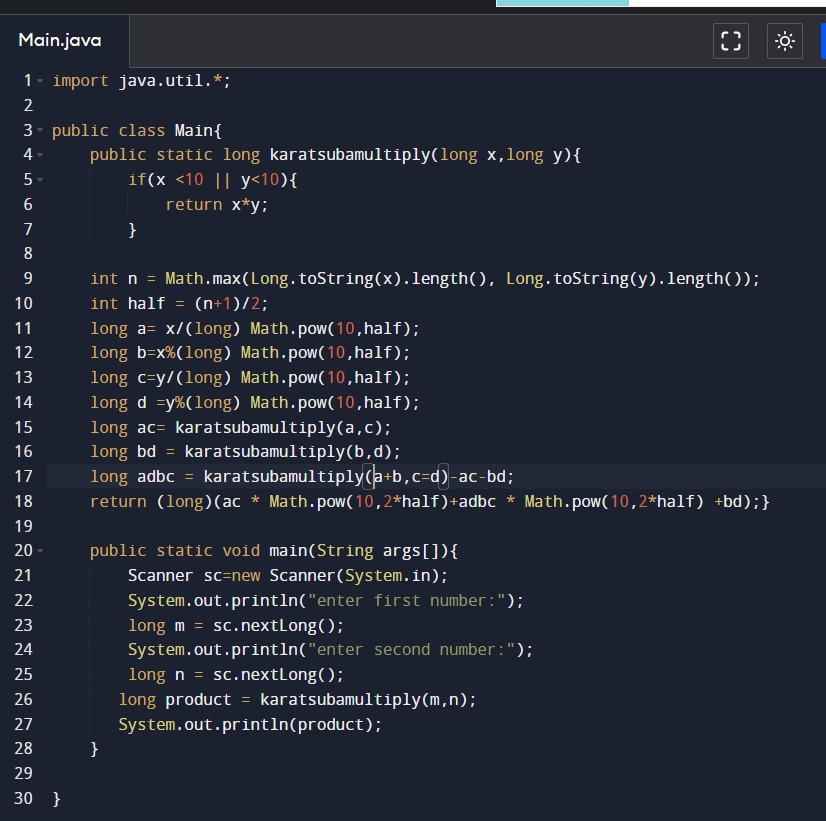 Main.java
1 import java.util.*;
2
3 public class Main{
4 public static long karatsubamultiply(long x,long y){
5 if(x <10 || y<10){
6 return x*y;
7 }
8
9 int n = Math.max(Long.toString(x).length(), Long.toString(y).length());
10 int half = (n+1)/2;
11 long a= x/(long) Math.pow(10,half);
12 long b=x%(long) Math.pow(10,half);
13 long c=y/(long) Math.pow(10,half);
14 long d =y%(long) Math.pow(10,half);
15 long ac= karatsubamultiply(a,c);
16 long bd = karatsubamultiply(b,d);
17 long adbc = karatsubamultiply(a+b,c=d)-ac-bd;
18 return (long)(ac * Math.pow(10,2*half)+adbc * Math.pow(10,2*half) +bd);}
19
20 public static void main(String args[]){
21 Scanner sc=new Scanner(System.in);
22 System.out.println("enter first number:");
23 long m = sc.nextLong();
24 System.out.println("enter second number:");
25 long n = sc.nextLong();
26 long product = karatsubamultiply(m,n);
27 System.out.println(product);
28 }
29
30 }